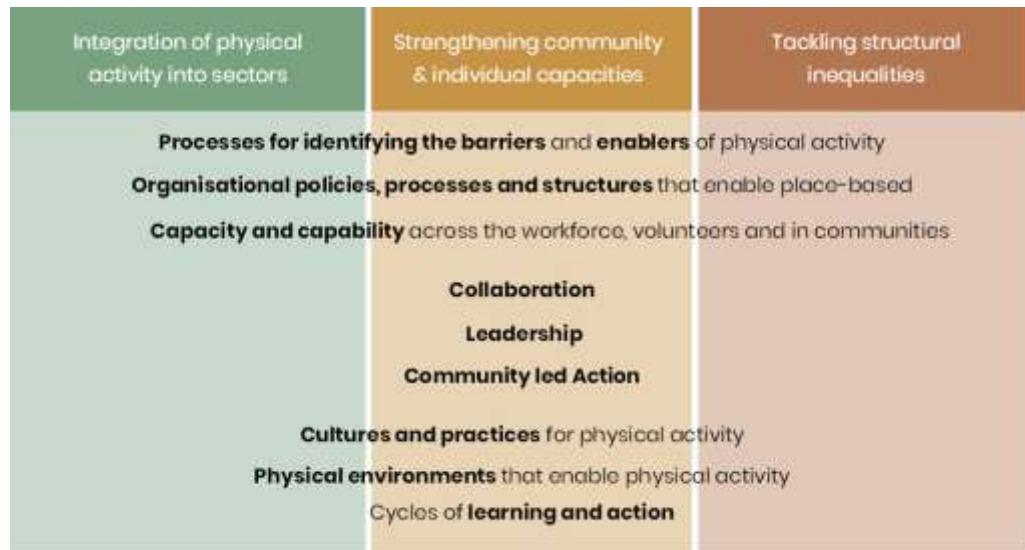 Integration of physical
activity into sectors
Strengthening community
& individual capacities
Tackling structural
inequalities
Processes for identifying the barriers and enablers of physical activity
Organisational policies, processes and structures that enable place-based
Capacity and capability across the workforce, volunteers and in communities
Collaboration
Leadership
Community led Action
Cultures and practices for physical activity
Physical environments that enable physical activity
Cycles of learning and action